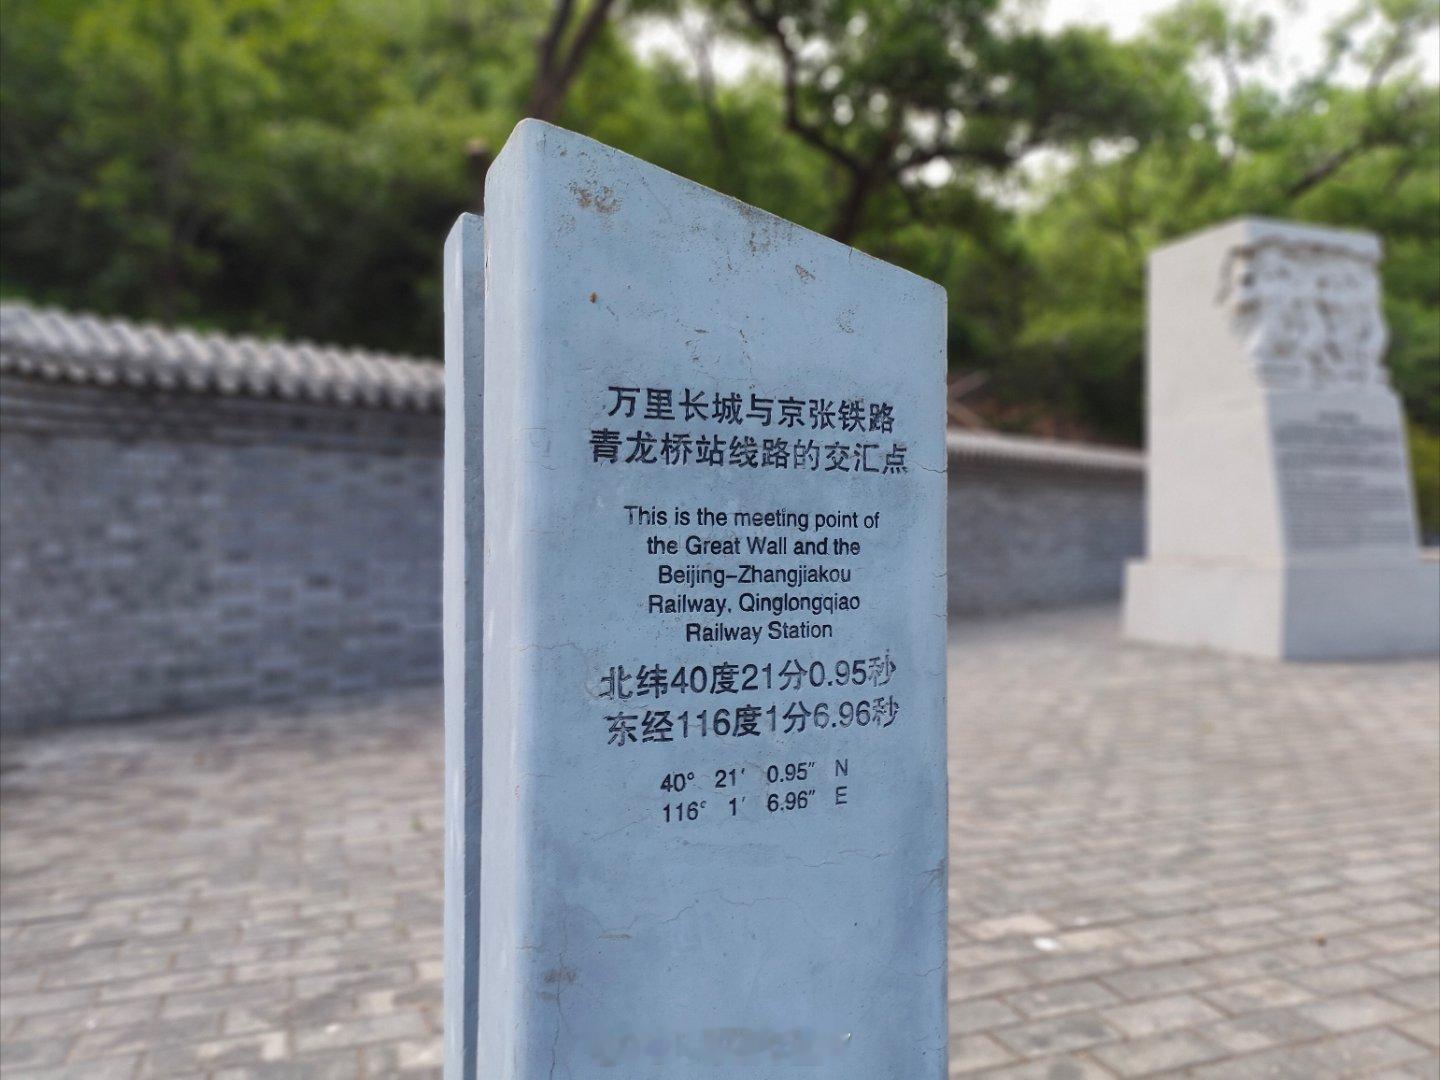 万里长城与京张铁路
青龙桥站线路的交汇点
This is the meeting point of
the Great Wall and the
Beijing–Zhangjiakou
Railway, Qinglongqiao
Railway Station
北纬40度21分0.95秒
东经116度1分6.96秒
40° 21′ 0.95″ N
116° 1′ 6.96″ E